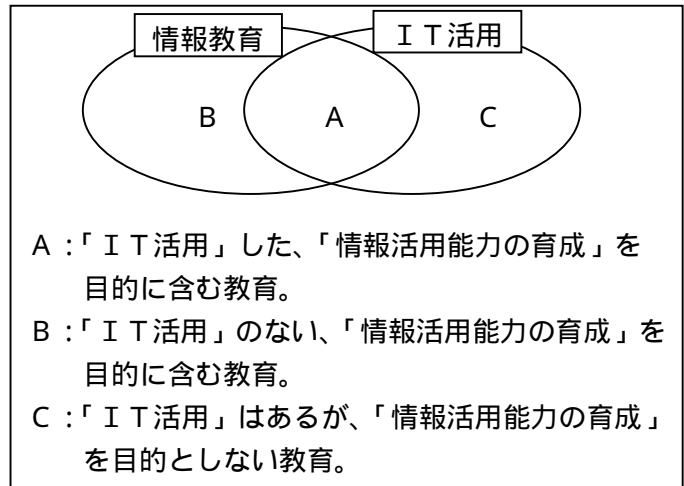 情報教育
ＩＴ活用
B
A
C
A :「ＩＴ活用」した、「情報活用能力の育成」を
目的に含む教育。
B :「ＩＴ活用」のない、「情報活用能力の育成」を
目的に含む教育。
C :「ＩＴ活用」はあるが、「情報活用能力の育成」
を目的としない教育。